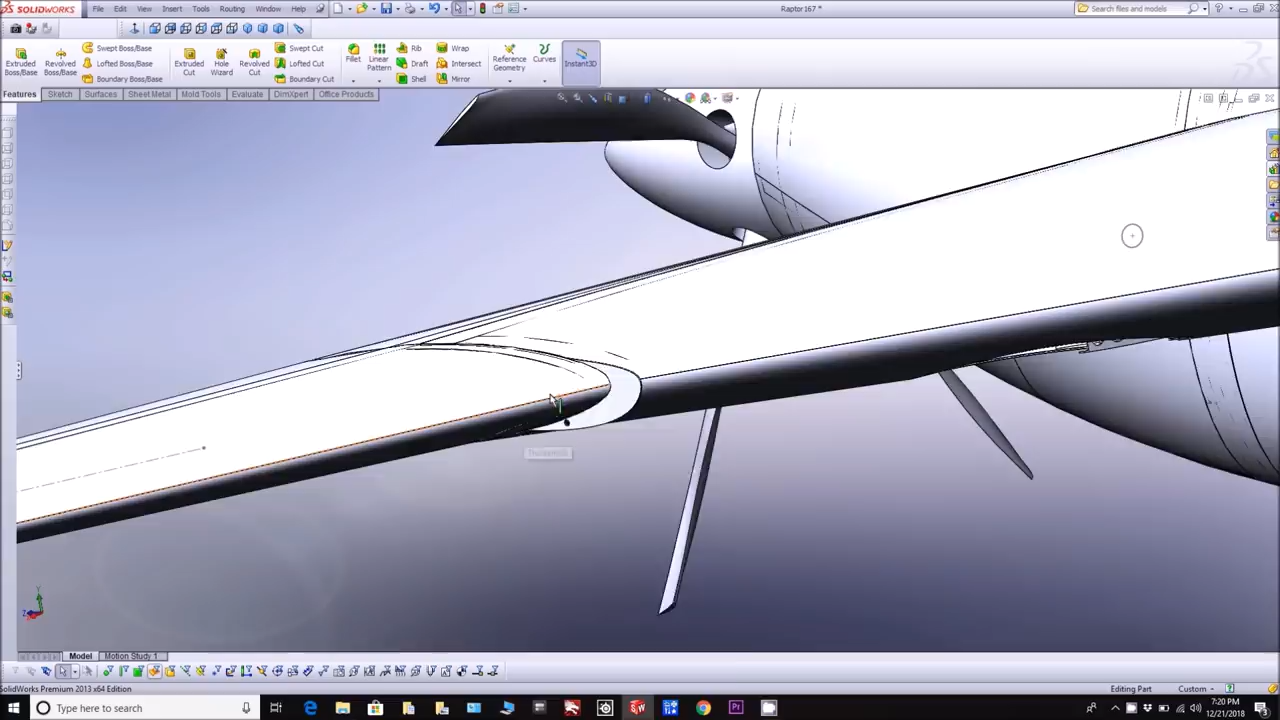 SOLIDWORKS File Edit View Insert Tools Routing Window Help Raptor167 * Search files and models
Extruded Boss/Base
Revolved Boss/Base
Swept Boss/Base
Lofted Boss/Base
Boundary Boss/Base
Extruded Cut
Hole Wizard
Revolved Cut
Swept Cut
Lofted Cut
Boundary Cut
Fillet
Linear Pattern
Rib
Draft
Shell
Wrap
Intersect
Mirror
Reference Geometry
Curves
Instant3D
Features Sketch Surfaces Sheet Metal Mold Tools Evaluate DimXpert Office Products
Model Motion Study 1
SolidWorks Premium 2013 x64 Edition Editing Part Custom
Type here to search
7:20 PM
12/21/2018